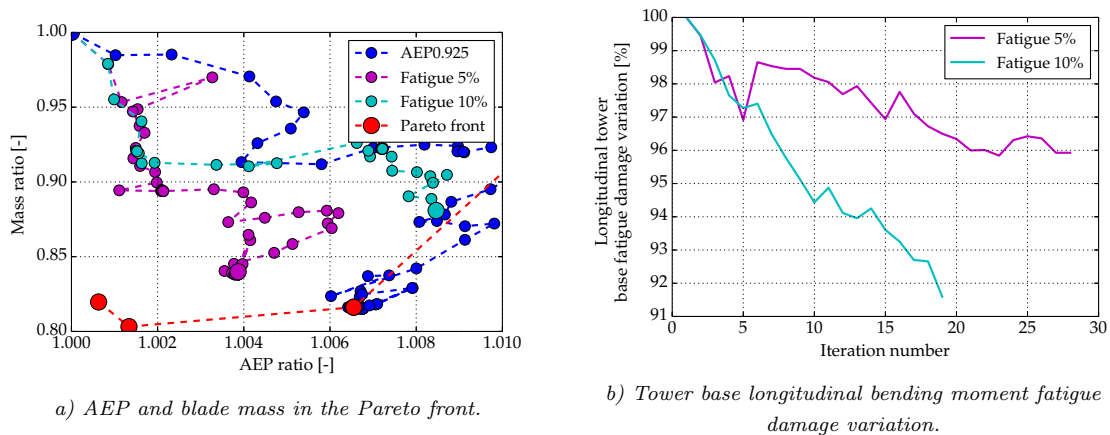 1.00
0.95
0.90
0.85
0.80
Mass ratio [-]
1.000
1.002
1.004
1.006
1.008
1.010
AEP ratio [-]
AEP0.925
Fatigue 5%
Fatigue 10%
Pareto front
a) AEP and blade mass in the Pareto front.
100
99
98
97
96
95
94
93
92
91
Longitudinal tower
base fatigue damage variation [%]
0
5
10
15
20
25
30
Iteration number
Fatigue 5%
Fatigue 10%
b) Tower base longitudinal bending moment fatigue
damage variation.